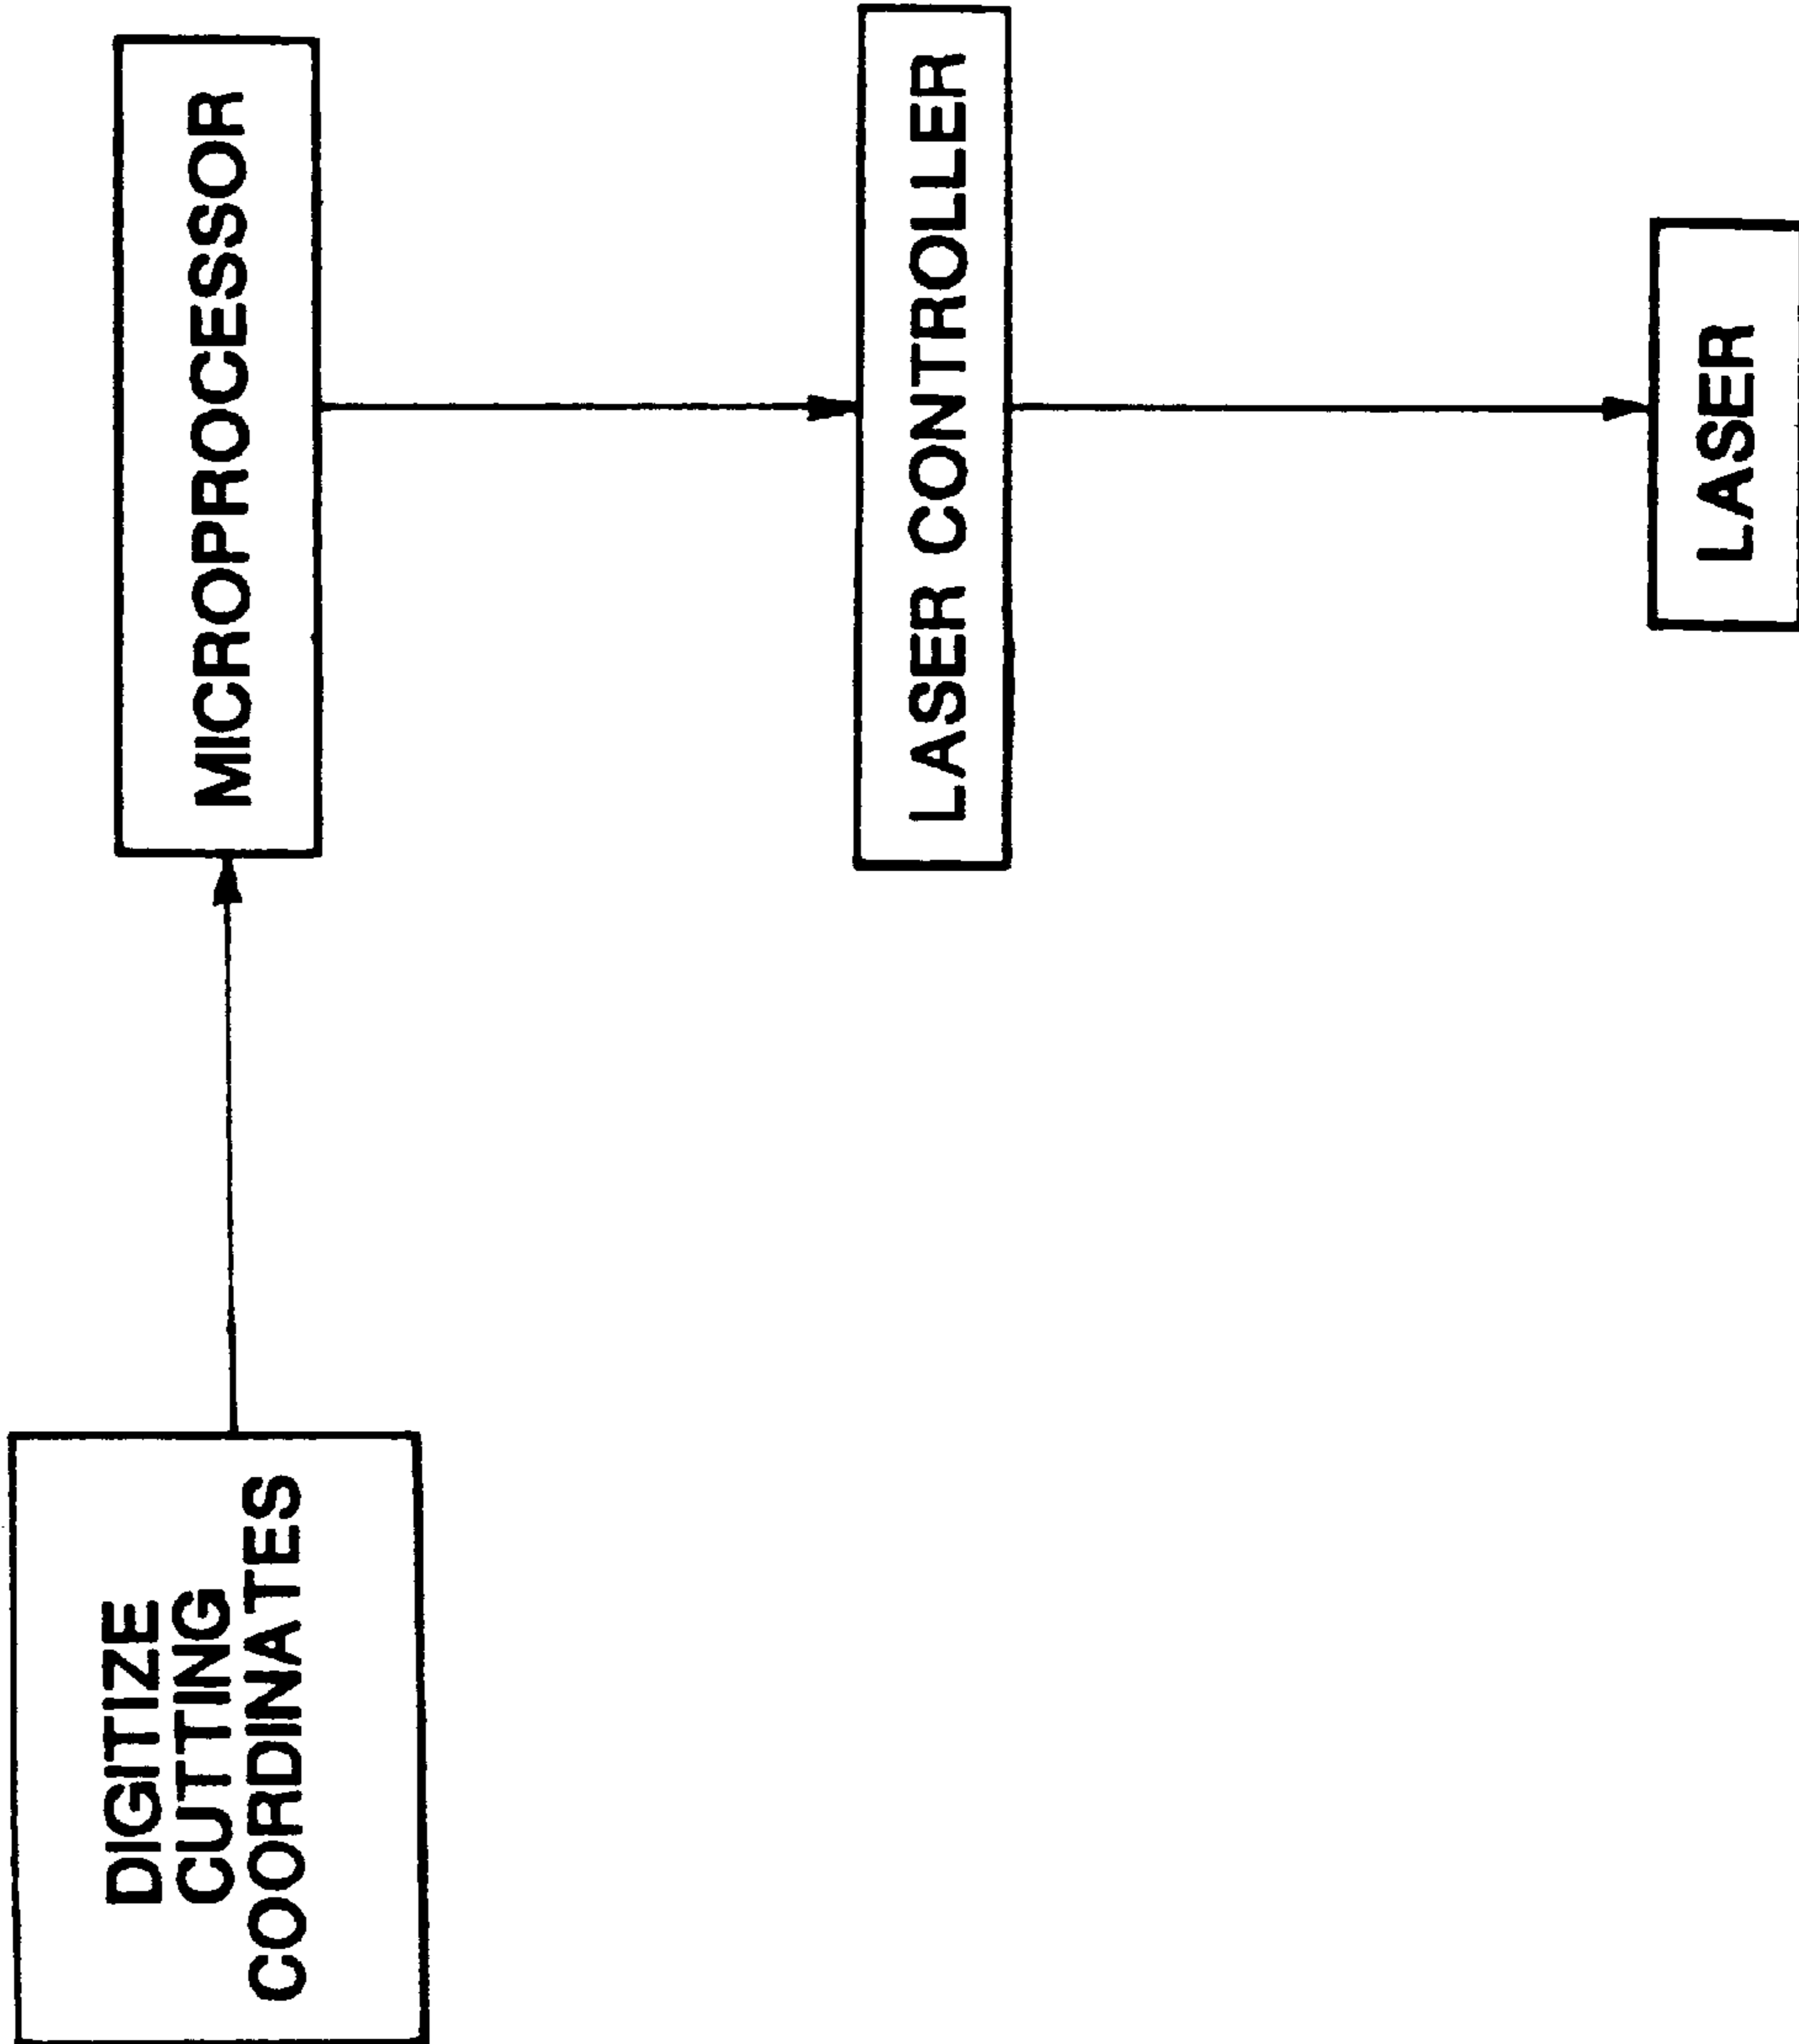 DIGITIZE
CUTTING
COORDINATES
MICROPROCESSOR
LASER CONTROLLER
LASER